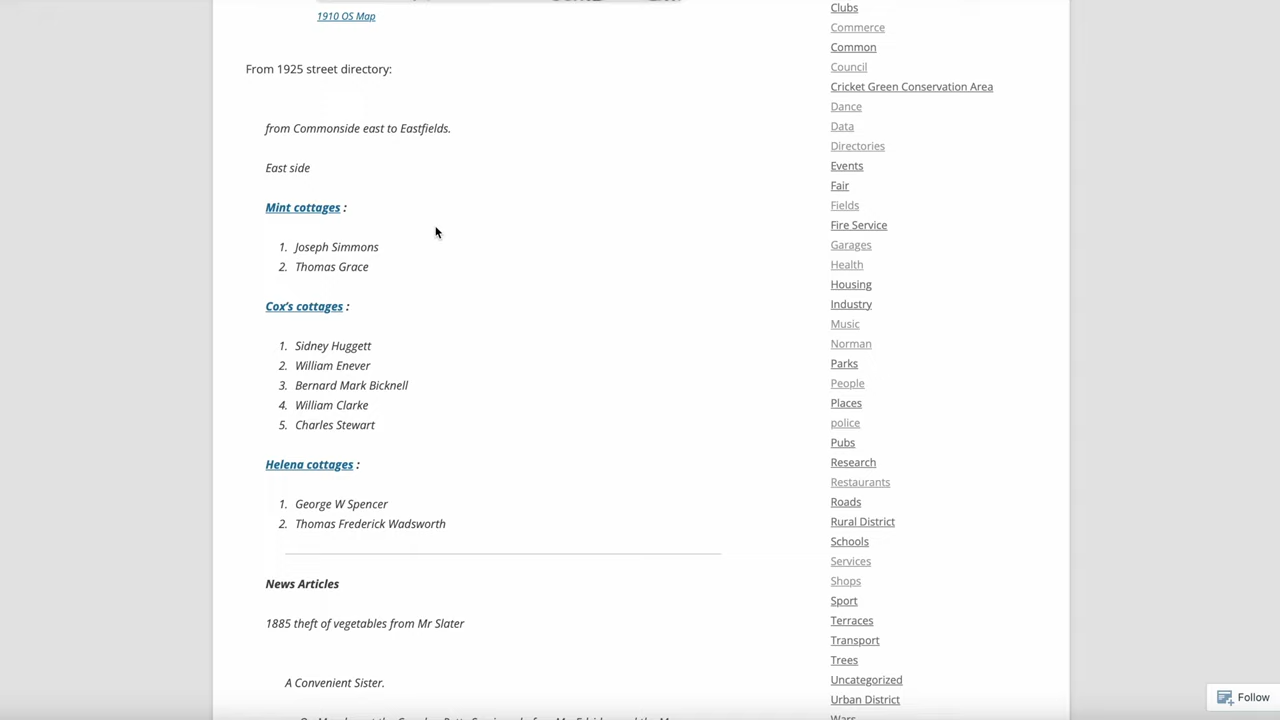 1910 OS Map
From 1925 street directory:
from Commonside east to Eastfields.
East side
Mint cottages :
1. Joseph Simmons
2. Thomas Grace
Cox’s cottages :
1. Sidney Huggett
2. William Enever
3. Bernard Mark Bicknell
4. William Clarke
5. Charles Stewart
Helena cottages :
1. George W Spencer
2. Thomas Frederick Wadsworth
News Articles
1885 theft of vegetables from Mr Slater
A Convenient Sister.
Clubs
Commerce
Common
Council
Cricket Green Conservation Area
Dance
Data
Directories
Events
Fair
Fields
Fire Service
Garages
Health
Housing
Industry
Music
Norman
Parks
People
Places
police
Pubs
Research
Restaurants
Roads
Rural District
Schools
Services
Shops
Sport
Terraces
Transport
Trees
Uncategorized
Urban District
Wars
Follow